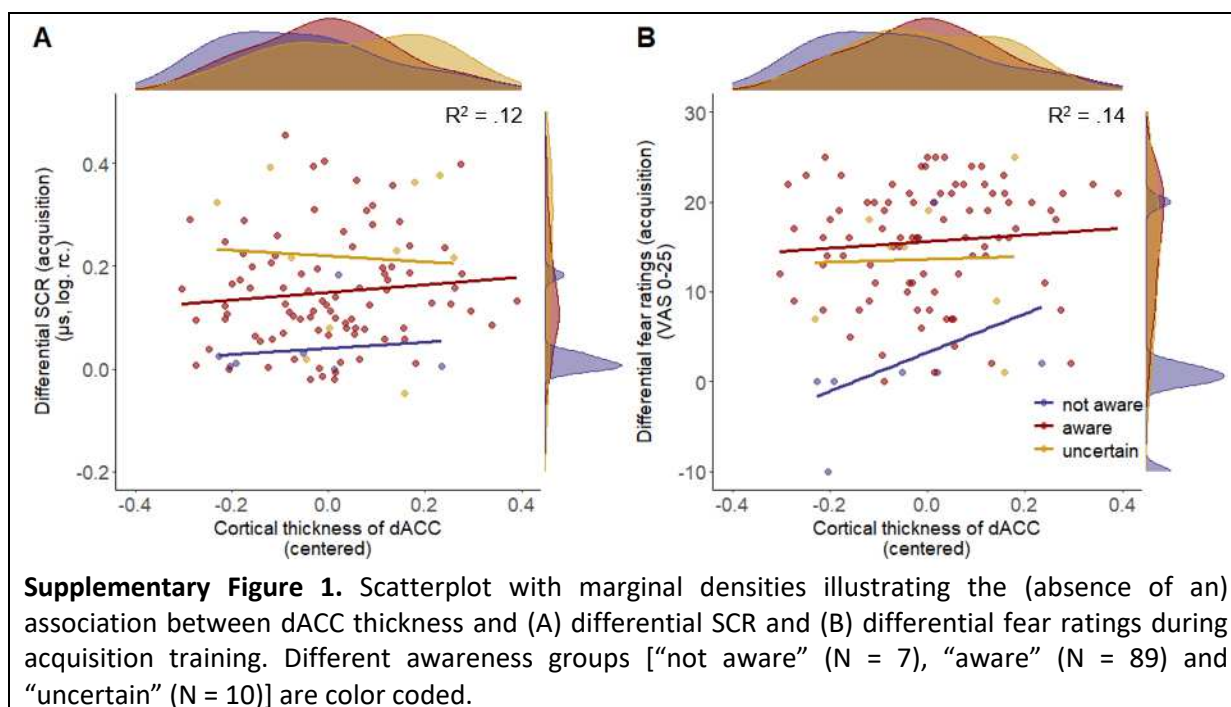 A
R² = .12
Differential SCR (acquisition)
(µs, log. rc.)
0.4
0.2
0.0
-0.2
-0.4
-0.2
0.0
0.2
0.4
Cortical thickness of dACC
(centered)
B
R² = .14
Differential fear ratings (acquisition)
(VAS 0-25)
30
20
10
0
-10
not aware
aware
uncertain
-0.4
-0.2
0.0
0.2
0.4
Cortical thickness of dACC
(centered)
Supplementary Figure 1. Scatterplot with marginal densities illustrating the (absence of an)
association between dACC thickness and (A) differential SCR and (B) differential fear ratings during
acquisition training. Different awareness groups [“not aware” (N = 7), “aware” (N = 89) and
“uncertain” (N = 10)] are color coded.